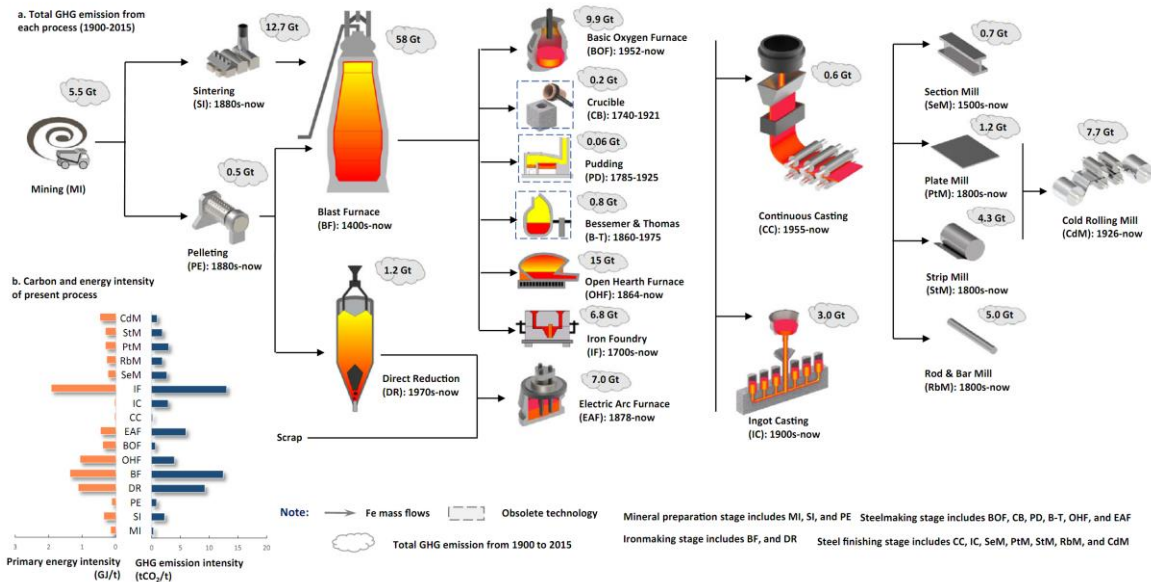 a. Total GHG emission from
each process (1900-2015)
5.5 Gt
Mining (MI)
12.7 Gt
Sintering
(SI): 1880s-now
0.5 Gt
Pelleting
(PE): 1880s-now
58 Gt
Blast Furnace
(BF): 1400s-now
1.2 Gt
Direct Reduction
(DR): 1970s-now
Scrap
9.9 Gt
Basic Oxygen Furnace
(BOF): 1952-now
0.2 Gt
Crucible
(CB): 1740-1921
0.06 Gt
Pudding
(PD): 1785-1925
0.8 Gt
Bessemer & Thomas
(B-T): 1860-1975
15 Gt
Open Hearth Furnace
(OHF): 1864-now
6.8 Gt
Iron Foundry
(IF): 1700s-now
7.0 Gt
Electric Arc Furnace
(EAF): 1878-now
0.6 Gt
Continuous Casting
(CC): 1955-now
3.0 Gt
Ingot Casting
(IC): 1900s-now
0.7 Gt
Section Mill
(SeM): 1500s-now
1.2 Gt
Plate Mill
(PtM): 1800s-now
4.3 Gt
Strip Mill
(StM): 1800s-now
5.0 Gt
Rod & Bar Mill
(RbM): 1800s-now
7.7 Gt
Cold Rolling Mill
(CdM): 1926-now
b. Carbon and energy intensity
of present process
CdM
StM
PtM
RbM
SeM
IF
IC
CC
EAF
BOF
OHF
BF
DR
PE
SI
MI
3 2 1 0 0 5 10 15 20
Primary energy intensity
(GJ/t)
GHG emission intensity
(tCO2/t)
Note:
Fe mass flows
Obsolete technology
Total GHG emission from 1900 to 2015
Mineral preparation stage includes MI, SI, and PE
Steelmaking stage includes BOF, CB, PD, B-T, OHF, and EAF
Ironmaking stage includes BF, and DR
Steel finishing stage includes CC, IC, SeM, PtM, StM, RbM, and CdM